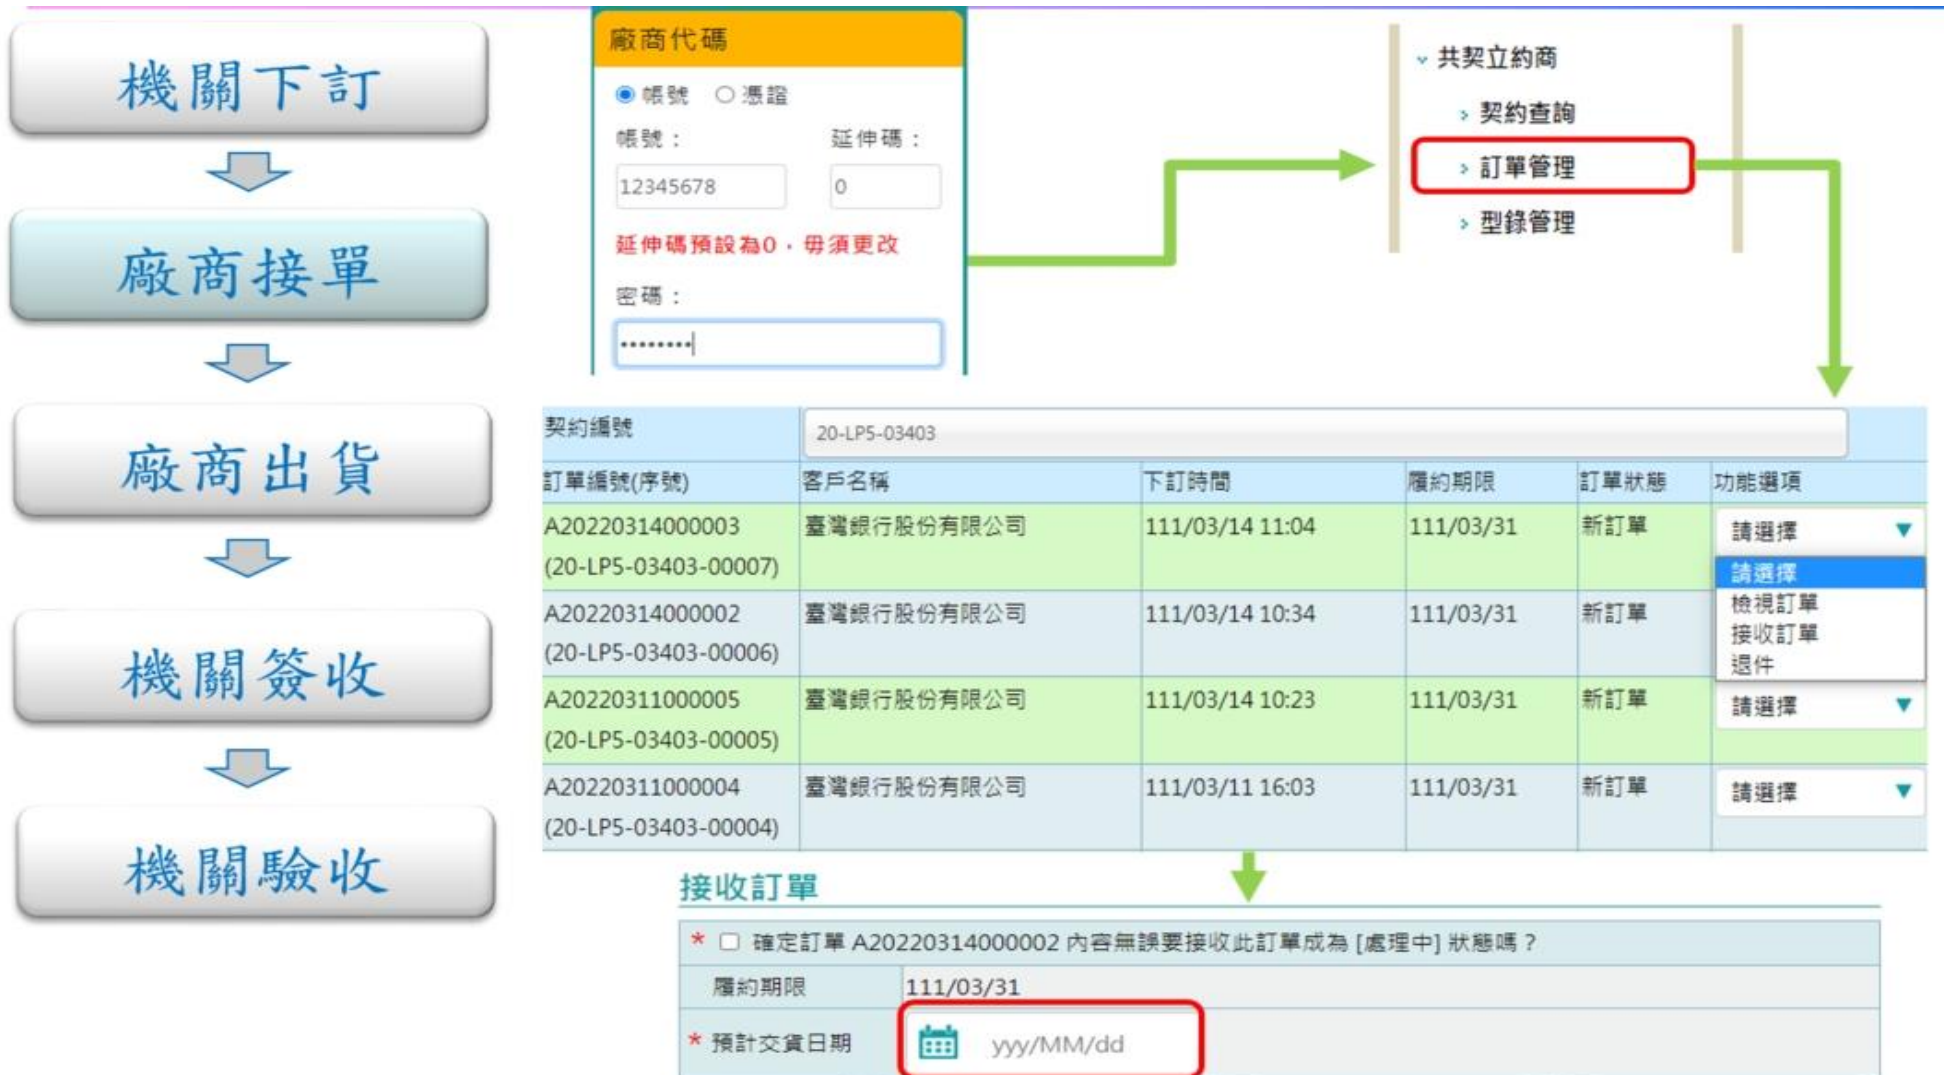 機關下訂
廠商接單
廠商出貨
機關簽收
機關驗收
廠商代碼
帳號 憑證
帳號： 延伸碼：
12345678 0
延伸碼預設為0，毋須更改
密碼：
••••••••
共契立約商
契約查詢
訂單管理
型錄管理
契約編號 20-LP5-03403
訂單編號(序號) 客戶名稱 下訂時間 履約期限 訂單狀態 功能選項
A20220314000003 臺灣銀行股份有限公司 111/03/14 11:04 111/03/31 新訂單 請選擇
(20-LP5-03403-00007)
請選擇
檢視訂單
接收訂單
退件
A20220314000002 臺灣銀行股份有限公司 111/03/14 10:34 111/03/31 新訂單
(20-LP5-03403-00006)
A20220311000005 臺灣銀行股份有限公司 111/03/14 10:23 111/03/31 新訂單 請選擇
(20-LP5-03403-00005)
A20220311000004 臺灣銀行股份有限公司 111/03/11 16:03 111/03/31 新訂單 請選擇
(20-LP5-03403-00004)
接收訂單
* 確定訂單 A20220314000002 內容無誤要接收此訂單成為 [處理中] 狀態嗎？
履約期限 111/03/31
* 預計交貨日期 yyy/MM/dd